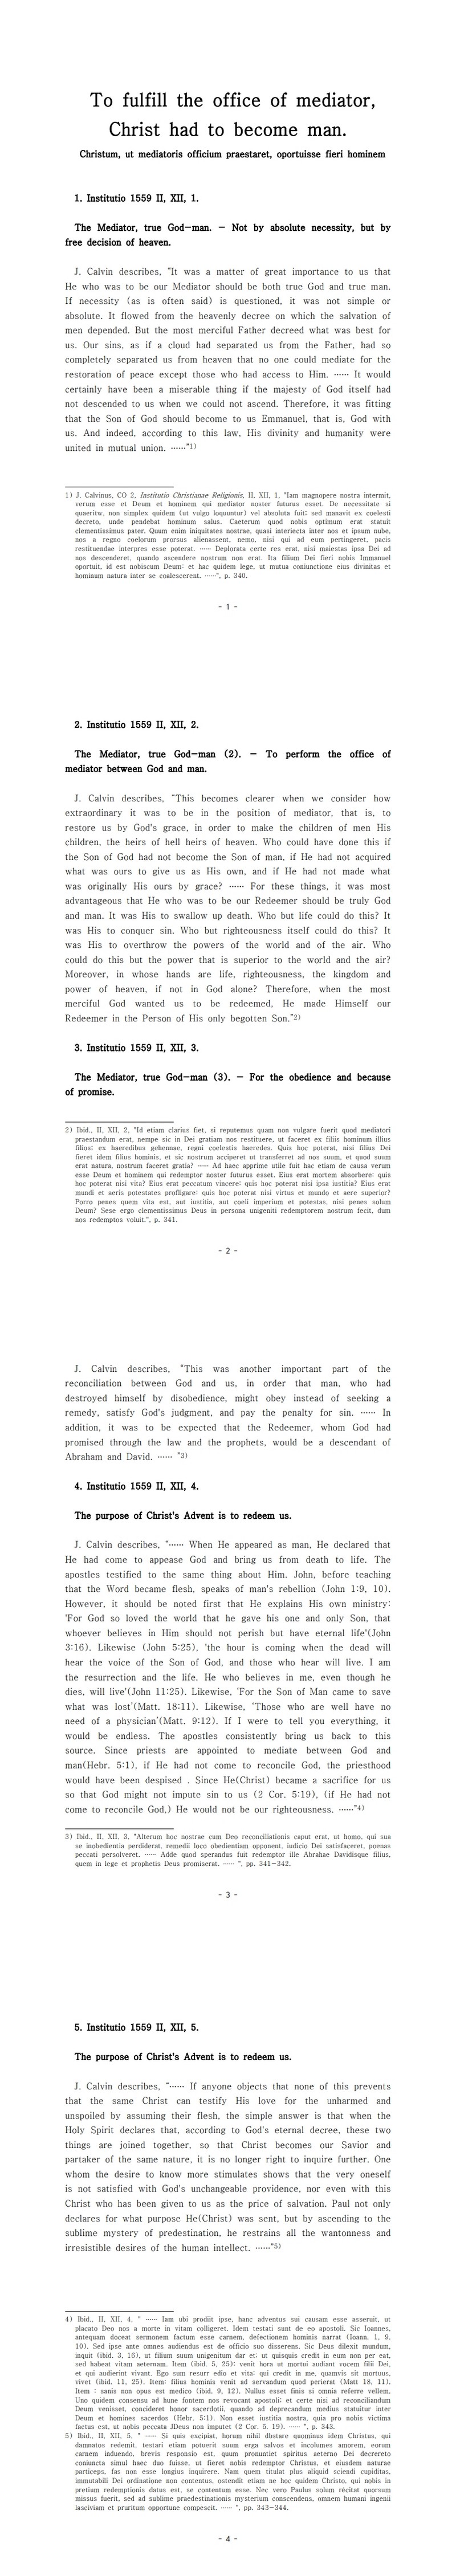 To fulfill the office of mediator,
Christ had to become man.
Christum, ut mediatoris officium praestaret, oportuisse fieri hominem
1. Institutio 1559 II, XII, 1.
The Mediator, true God-man. - Not by absolute necessity, but by
free decision of heaven.
J. Calvin describes, "It was a matter of great importance to us that
He who was to be our Mediator should be both true God and true man.
If necessity (as is often said) is questioned, it was not simple or
absolute. It flowed from the heavenly decree on which the salvation of
men depended. But the most merciful Father decreed what was best for
us. Our sins, as if a cloud had separated us from the Father, had so
completely separated us from heaven that no one could mediate for the
restoration of peace except those who had access to Him. …… It would
certainly have been a miserable thing if the majesty of God itself had
not descended to us when we could not ascend. Therefore, it was fitting
that the Son of God should become to us Emmanuel, that is, God with
us. And indeed, according to this law, His divinity and humanity were
united in mutual union. ……"1)
1) J. Calvinus, CO 2, Institutio Christianae Religionis, II, XII, 1, "Iam magnopere nostra intermit,
verum esse et Deum et hominem qui mediator noster futurus esset. De necessitate si
quaeritw, non simplex quidem (ut vulgo loquuntur) vel absoluta fuit; sed manavit ex coelesti
decreto, unde pendebat hominum salus. Caeterum quod nobis optimum erat statuit
clementissimus pater. Quum enim iniquitates nostrae, quasi interiecta inter nos et ipsum nube,
nos a regno coelorum prorsus alienassent, nemo, nisi qui ad eum pertingeret, pacis
restituendae interpres esse poterat. …… Deplorata certe res erat, nisi maiestas ipsa Dei ad
nos descenderet, quando ascendere nostrum non erat. Ita filium Dei fieri nobis Immanuel
oportuit, id est nobiscum Deum: et hac quidem lege, ut mutua coniunctione eius divinitas et
hominum natura inter se coalescerent. ……", p. 340.
- 1 -
2. Institutio 1559 II, XII, 2.
The Mediator, true God-man (2). - To perform the office of
mediator between God and man.
J. Calvin describes, "This becomes clearer when we consider how
extraordinary it was to be in the position of mediator, that is, to
restore us by God's grace, in order to make the children of men His
children, the heirs of hell heirs of heaven. Who could have done this if
the Son of God had not become the Son of man, if He had not acquired
what was ours to give us as His own, and if He had not made what
was originally His ours by grace? …… For these things, it was most
advantageous that He who was to be our Redeemer should be truly God
and man. It was His to swallow up death. Who but life could do this? It
was His to conquer sin. Who but righteousness itself could do this? It
was His to overthrow the powers of the world and of the air. Who
could do this but the power that is superior to the world and the air?
Moreover, in whose hands are life, righteousness, the kingdom and
power of heaven, if not in God alone? Therefore, when the most
merciful God wanted us to be redeemed, He made Himself our
Redeemer in the Person of His only begotten Son."2)
3. Institutio 1559 II, XII, 3.
The Mediator, true God-man (3). - For the obedience and because
of promise.
2) Ibid., II, XII, 2, "Id etiam clarius fiet, si reputemus quam non vulgare fuerit quod mediatori
praestandum erat, nempe sic in Dei gratiam nos restituere, ut faceret ex filiis hominum illius
filios; ex haeredibus gehennae, regni coelestis haeredes. Quis hoc poterat, nisi filius Dei
fieret idem filius hominis, et sic nostrum acciperet ut transferret ad nos suum, et quod suum
erat natura, nostrum faceret gratia? …… Ad haec apprime utile fuit hac etiam de causa verum
esse Deum et hominem qui redemptor noster futurus esset. Eius erat mortem absorbere: quis
hoc poterat nisi vita? Eius erat peccatum vincere: quis hoc poterat nisi ipsa iustitia? Eius erat
mundi et aeris potestates profligare: quis hoc poterat nisi virtus et mundo et aere superior?
Porro penes quem vita est, aut iustitia, aut coeli imperium et potestas, nisi penes solum
Deum? Sese ergo clementissimus Deus in persona unigeniti redemptorem nostrum fecit, dum
nos redemptos voluit.", p. 341.
- 2 -
J. Calvin describes, "This was another important part of the
reconciliation between God and us, in order that man, who had
destroyed himself by disobedience, might obey instead of seeking a
remedy, satisfy God's judgment, and pay the penalty for sin. …… In
addition, it was to be expected that the Redeemer, whom God had
promised through the law and the prophets, would be a descendant of
Abraham and David. …… "3)
4. Institutio 1559 II, XII, 4.
The purpose of Christ's Advent is to redeem us.
J. Calvin describes, "…… When He appeared as man, He declared that
He had come to appease God and bring us from death to life. The
apostles testified to the same thing about Him. John, before teaching
that the Word became flesh, speaks of man's rebellion (John 1:9, 10).
However, it should be noted first that He explains His own ministry:
'For God so loved the world that he gave his one and only Son, that
whoever believes in Him should not perish but have eternal life'(John
3:16). Likewise (John 5:25), 'the hour is coming when the dead will
hear the voice of the Son of God, and those who hear will live. I am
the resurrection and the life. He who believes in me, even though he
dies, will live'(John 11:25). Likewise, 'For the Son of Man came to save
what was lost'(Matt. 18:11). Likewise, 'Those who are well have no
need of a physician'(Matt. 9:12). If I were to tell you everything, it
would be endless. The apostles consistently bring us back to this
source. Since priests are appointed to mediate between God and
man(Hebr. 5:1), if He had not come to reconcile God, the priesthood
would have been despised . Since He(Christ) became a sacrifice for us
so that God might not impute sin to us (2 Cor. 5:19), (if He had not
come to reconcile God,) He would not be our righteousness. ……"4)
3) Ibid., II, XII, 3, "Alterum hoc nostrae cum Deo reconciliationis caput erat, ut homo, qui sua
se inobedientia perdiderat, remedii loco obedientiam opponent, iudicio Dei satisfaceret, poenas
peccati persolveret. …… Adde quod sperandus fuit redemptor ille Abrahae Davidisque filius,
quem in lege et prophetis Deus promiserat. …… ", pp. 341-342.
- 3 -
5. Institutio 1559 II, XII, 5.
The purpose of Christ's Advent is to redeem us.
J. Calvin describes, "…… If anyone objects that none of this prevents
that the same Christ can testify His love for the unharmed and
unspoiled by assuming their flesh, the simple answer is that when the
Holy Spirit declares that, according to God's eternal decree, these two
things are joined together, so that Christ becomes our Savior and
partaker of the same nature, it is no longer right to inquire further. One
whom the desire to know more stimulates shows that the very oneself
is not satisfied with God's unchangeable providence, nor even with this
Christ who has been given to us as the price of salvation. Paul not only
declares for what purpose He(Christ) was sent, but by ascending to the
sublime mystery of predestination, he restrains all the wantonness and
irresistible desires of the human intellect. ……"5)
4) Ibid., II, XII, 4, " …… Iam ubi prodiit ipse, hanc adventus sui causam esse asseruit, ut
placato Deo nos a morte in vitam colligeret. Idem testati sunt de eo apostoli. Sic Ioannes,
antequam doceat sermonem factum esse carnem, defectionem hominis narrat (Ioann. 1, 9.
10). Sed ipse ante omnes audiendus est de officio suo disserens. Sic Deus dilexit mundum,
inquit (ibid. 3, 16), ut filium suum unigenitum dar et: ut quisquis credit in eum non per eat,
sed habeat vitam aeternam. Item (ibid. 5, 25): venit hora ut mortui audiant vocem filii Dei,
et qui audierint vivant. Ego sum resurr edio et vita: qui credit in me, quamvis sit mortuus,
vivet (ibid. 11, 25). Item: filius hominis venit ad servandum quod perierat (Matt 18, 11).
Item : sanis non opus est medico (ibid. 9, 12). Nullus esset finis si omnia referre vellem.
Uno quidem consensu ad hune fontem nos revocant apostoli: et certe nisi ad reconciliandum
Deum venisset, concideret honor sacerdotii, quando ad deprecandum medius statuitur inter
Deum et homines sacerdos (Hebr. 5:1). Non esset iustitia nostra, quia pro nobis victima
factus est, ut nobis peccata JDeus non imputet (2 Cor. 5, 19). …… ", p. 343.
5) Ibid., II, XII, 5, " …… Si quis excipiat, horum nihil dbstare quominus idem Christus, qui
damnatos redemit, testari etiam potuerit suum erga salvos et incolumes amorem, eorum
carnem induendo, brevis responsio est, quum pronuntiet spiritus aeterno Dei decrereto
coniuncta simul haec duo fuisse, ut fieret nobis redemptor Christus, et eiusdem naturae
particeps, fas non esse longius inquirere. Nam quem titulat plus aliquid sciendi cupiditas,
immutabili Dei ordinatione non contentus, ostendit etiam ne hoc quidem Christo, qui nobis in
pretiam redemptionis datus est, se contentum esse. Nec vero Paulus solum récitat quorsum
missus fuerit, sed ad sublime praedestinationis mysterium conscendens, omnem humani ingenii
lasciviam et pruritum opportune compescit. …… ", pp. 343-344.
- 4 -